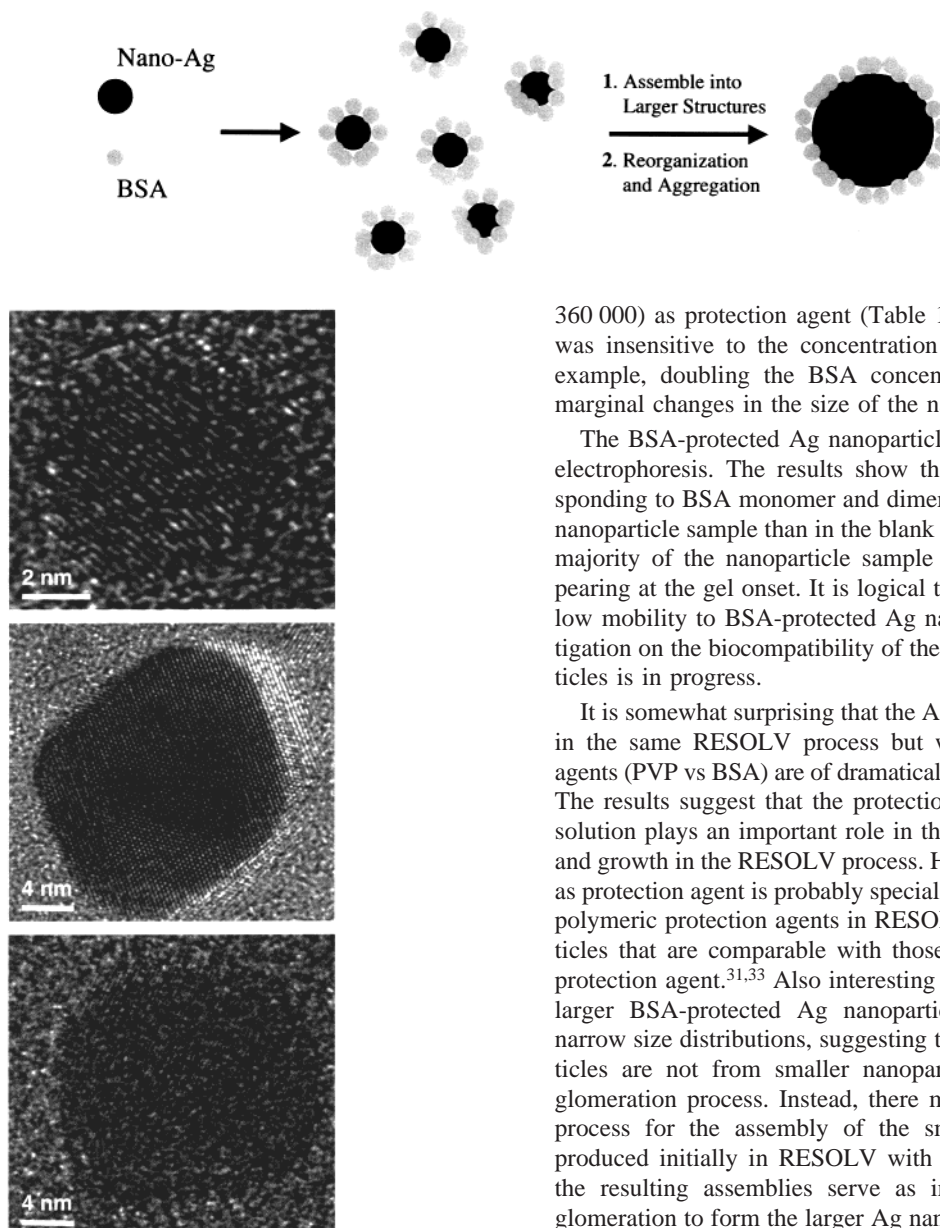 Nano-Ag
BSA
1. Assemble into
Larger Structures
2. Reorganization
and Aggregation
2 nm
4 nm
4 nm
360 000) as protection agent (Table 1
was insensitive to the concentration
example, doubling the BSA concen
marginal changes in the size of the n
The BSA-protected Ag nanoparticl
electrophoresis. The results show th
sponding to BSA monomer and dimer
nanoparticle sample than in the blank
majority of the nanoparticle sample
pearing at the gel onset. It is logical t
low mobility to BSA-protected Ag na
tigation on the biocompatibility of the
ticles is in progress.
It is somewhat surprising that the A
in the same RESOLV process but w
agents (PVP vs BSA) are of dramatical
The results suggest that the protectio
solution plays an important role in the
and growth in the RESOLV process. H
as protection agent is probably special
polymeric protection agents in RESOL
ticles that are comparable with those
protection agent.31,33 Also interesting
larger BSA-protected Ag nanopartic
narrow size distributions, suggesting t
ticles are not from smaller nanopar
glomeration process. Instead, there m
process for the assembly of the sm
produced initially in RESOLV with
the resulting assemblies serve as in
glomeration to form the larger Ag nan